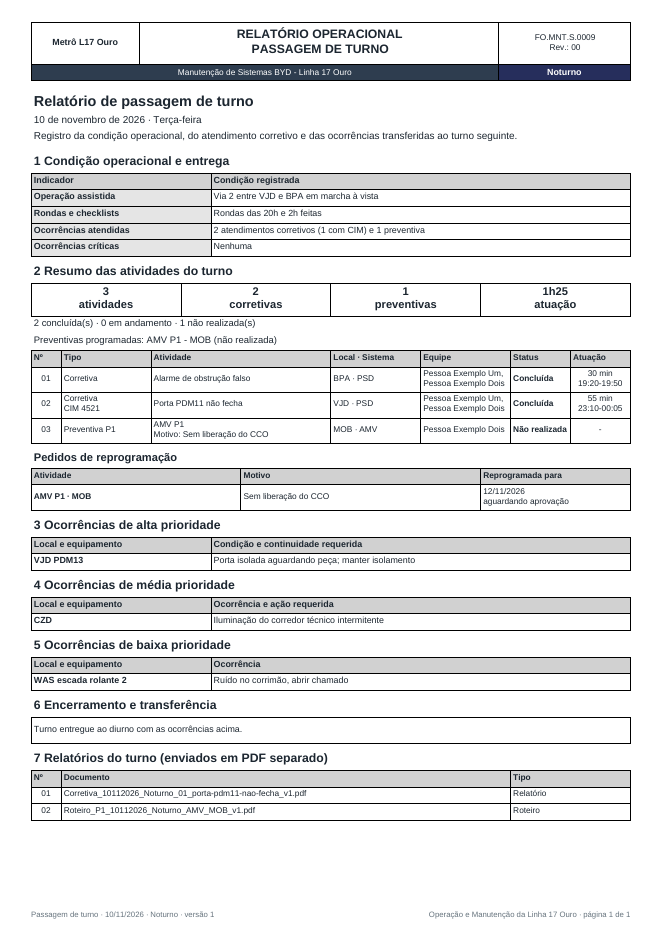 Metrô L17 Ouro
RELATÓRIO OPERACIONAL
PASSAGEM DE TURNO
FO.MNT.S.0009
Rev.: 00
Manutenção de Sistemas BYD - Linha 17 Ouro
Noturno
Relatório de passagem de turno
10 de novembro de 2026 · Terça-feira
Registro da condição operacional, do atendimento corretivo e das ocorrências transferidas ao turno seguinte.
1 Condição operacional e entrega
Indicador Condição registrada
Operação assistida Via 2 entre VJD e BPA em marcha à vista
Rondas e checklists Rondas das 20h e 2h feitas
Ocorrências atendidas 2 atendimentos corretivos (1 com CIM) e 1 preventiva
Ocorrências críticas Nenhuma
2 Resumo das atividades do turno
3 2 1 1h25
atividades corretivas preventivas atuação
2 concluída(s) · 0 em andamento · 1 não realizada(s)
Preventivas programadas: AMV P1 - MOB (não realizada)
Nº Tipo Atividade Local · Sistema Equipe Status Atuação
01 Corretiva Alarme de obstrução falso BPA · PSD Pessoa Exemplo Um, Pessoa Exemplo Dois Concluída 30 min 19:20-19:50
02 Corretiva CIM 4521 Porta PDM11 não fecha VJD · PSD Pessoa Exemplo Um, Pessoa Exemplo Dois Concluída 55 min 23:10-00:05
03 Preventiva P1 AMV P1 Motivo: Sem liberação do CCO MOB · AMV Pessoa Exemplo Dois Não realizada -
Pedidos de reprogramação
Atividade Motivo Reprogramada para
AMV P1 · MOB Sem liberação do CCO 12/11/2026 aguardando aprovação
3 Ocorrências de alta prioridade
Local e equipamento Condição e continuidade requerida
VJD PDM13 Porta isolada aguardando peça; manter isolamento
4 Ocorrências de média prioridade
Local e equipamento Ocorrência e ação requerida
CZD Iluminação do corredor técnico intermitente
5 Ocorrências de baixa prioridade
Local e equipamento Ocorrência
WAS escada rolante 2 Ruído no corrimão, abrir chamado
6 Encerramento e transferência
Turno entregue ao diurno com as ocorrências acima.
7 Relatórios do turno (enviados em PDF separado)
Nº Documento Tipo
01 Corretiva_10112026_Noturno_01_porta-pdm11-nao-fecha_v1.pdf Relatório
02 Roteiro_P1_10112026_Noturno_AMV_MOB_v1.pdf Roteiro
Passagem de turno · 10/11/2026 · Noturno · versão 1
Operação e Manutenção da Linha 17 Ouro · página 1 de 1